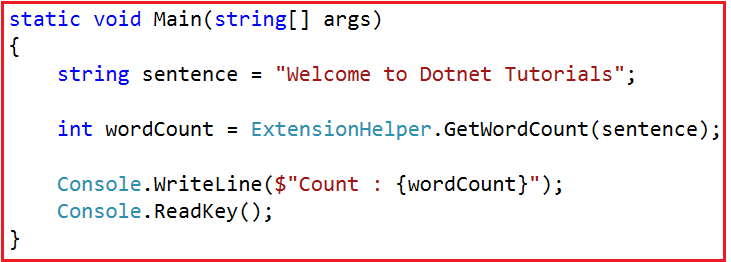 static void Main(string[] args)
{
    string sentence = "Welcome to Dotnet Tutorials";
    int wordCount = ExtensionHelper.GetWordCount(sentence);
    Console.WriteLine($"Count : {wordCount}");
    Console.ReadKey();
}